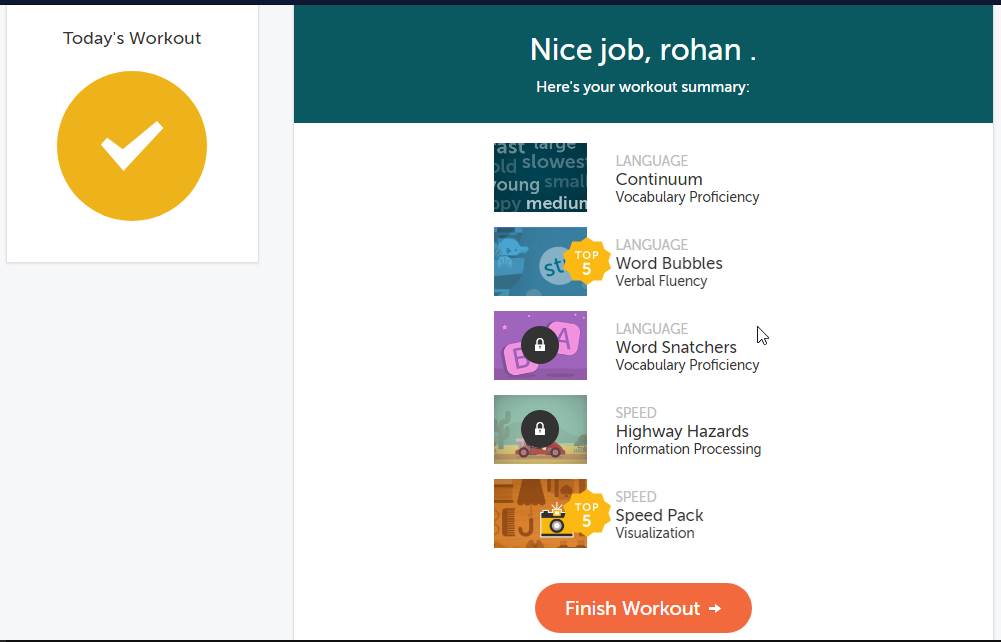 Today's Workout
Nice job, rohan .
Here's your workout summary:
large
old slowest
young small
medium
LANGUAGE
Continuum
Vocabulary Proficiency
st
TOP
5
LANGUAGE
Word Bubbles
Verbal Fluency
B A
LANGUAGE
Word Snatchers
Vocabulary Proficiency
SPEED
Highway Hazards
Information Processing
TOP
5
SPEED
Speed Pack
Visualization
Finish Workout →